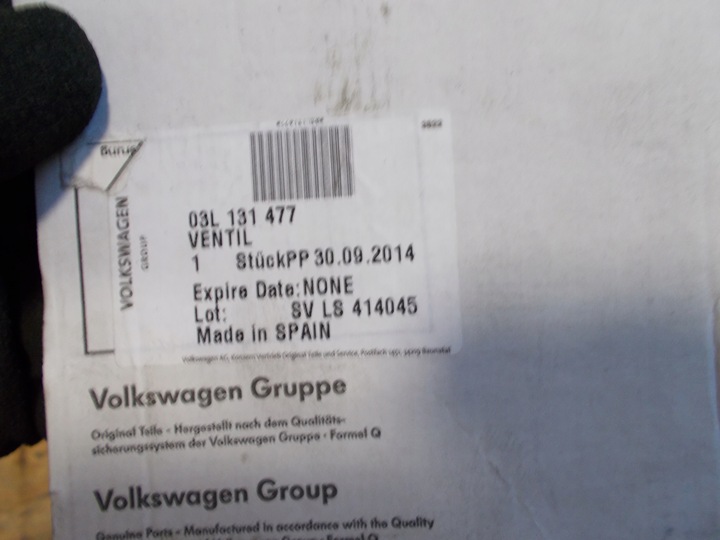 VOLKSWAGEN
GROUP
03L 131 477
VENTIL
1 StückPP 30.09.2014
Expire Date: NONE
Lot: SV LS 414045
Made in SPAIN
Volkswagen Gruppe
Original Teile - Hergestellt nach dem Qualitäts-
sicherungssystem der Volkswagen Gruppe · Formel Q
Volkswagen Group
Genuine Parts - Manufactured in accordance with the Quality
Formel Q